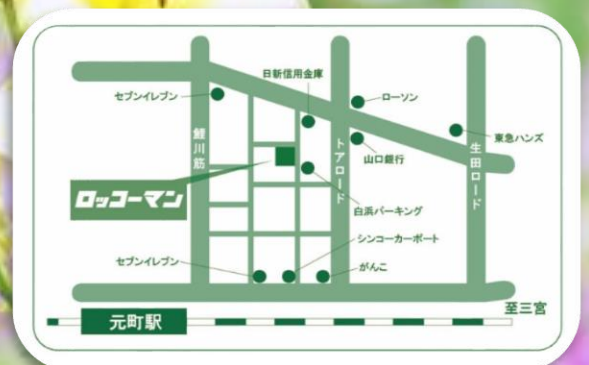 日新信用金庫
セブンイレブン
ローソン
東急ハンズ
鯉川筋
トアロード
生田ロード
山口銀行
ロッコーマン
白浜パーキング
シンコーカーポート
セブンイレブン
がんこ
至三宮
元町駅